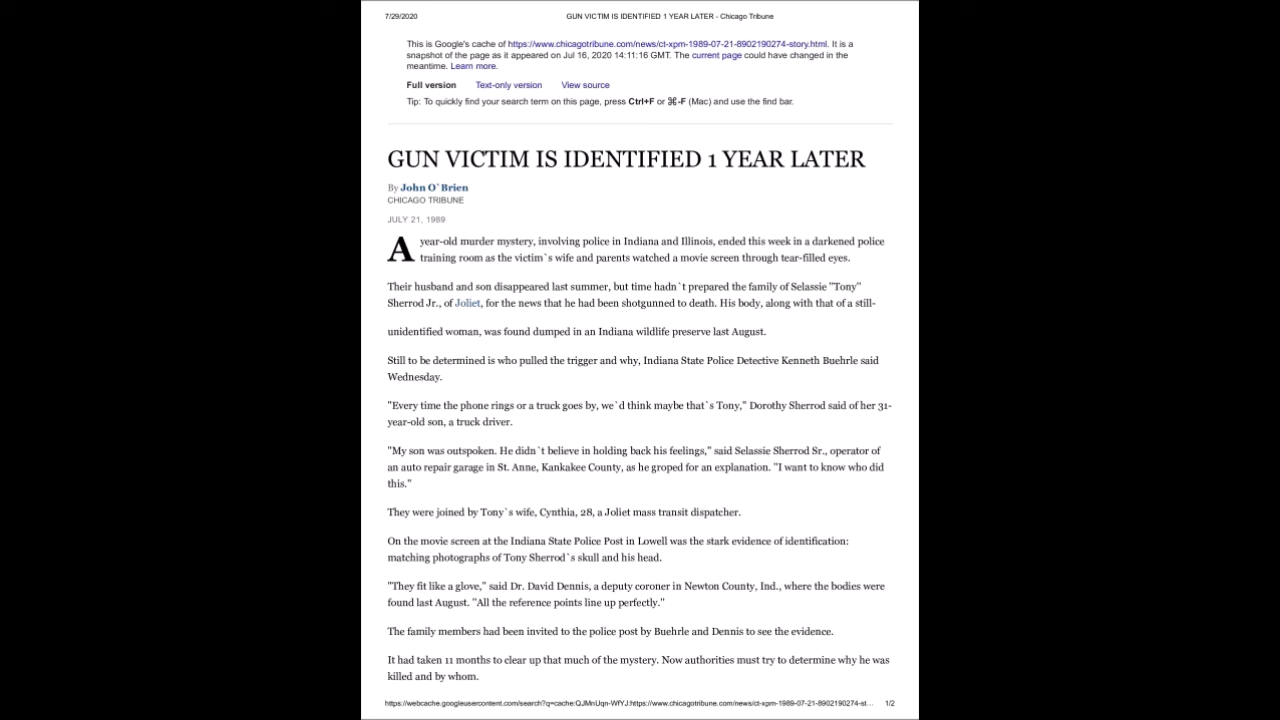 7/29/2020 GUN VICTIM IS IDENTIFIED 1 YEAR LATER - Chicago Tribune
This is Google's cache of https://www.chicagotribune.com/news/ct-xpm-1989-07-21-8902190274-story.html. It is a
snapshot of the page as it appeared on Jul 16, 2020 14:11:16 GMT. The current page could have changed in the
meantime. Learn more.
Full version Text-only version View source
Tip: To quickly find your search term on this page, press Ctrl+F or ⌘-F (Mac) and use the find bar.
GUN VICTIM IS IDENTIFIED 1 YEAR LATER
By John O`Brien
CHICAGO TRIBUNE
JULY 21, 1989
A year-old murder mystery, involving police in Indiana and Illinois, ended this week in a darkened police
training room as the victim`s wife and parents watched a movie screen through tear-filled eyes.
Their husband and son disappeared last summer, but time hadn`t prepared the family of Selassie "Tony"
Sherrod Jr., of Joliet, for the news that he had been shotgunned to death. His body, along with that of a still-
unidentified woman, was found dumped in an Indiana wildlife preserve last August.
Still to be determined is who pulled the trigger and why, Indiana State Police Detective Kenneth Buehrle said
Wednesday.
"Every time the phone rings or a truck goes by, we`d think maybe that`s Tony," Dorothy Sherrod said of her 31-
year-old son, a truck driver.
"My son was outspoken. He didn`t believe in holding back his feelings," said Selassie Sherrod Sr., operator of
an auto repair garage in St. Anne, Kankakee County, as he groped for an explanation. "I want to know who did
this."
They were joined by Tony`s wife, Cynthia, 28, a Joliet mass transit dispatcher.
On the movie screen at the Indiana State Police Post in Lowell was the stark evidence of identification:
matching photographs of Tony Sherrod`s skull and his head.
"They fit like a glove," said Dr. David Dennis, a deputy coroner in Newton County, Ind., where the bodies were
found last August. "All the reference points line up perfectly."
The family members had been invited to the police post by Buehrle and Dennis to see the evidence.
It had taken 11 months to clear up that much of the mystery. Now authorities must try to determine why he was
killed and by whom.
https://webcache.googleusercontent.com/search?q=cache:QJMnUqn-WfYJ:https://www.chicagotribune.com/news/ct-xpm-1989-07-21-8902190274-st... 1/2